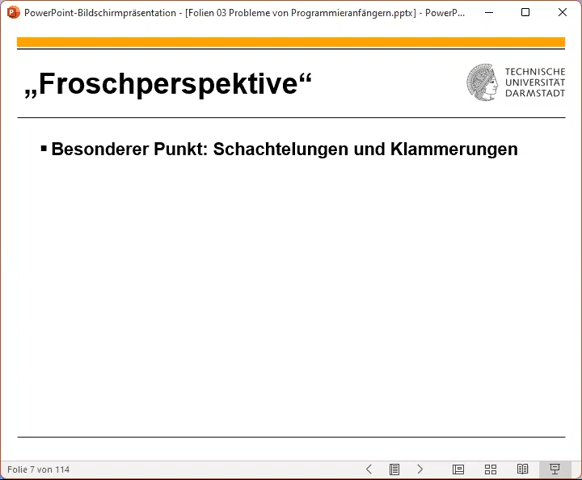 PowerPoint-Bildschirmpräsentation - [Folien 03 Probleme von Programmieranfängern.pptx] - PowerP...
„Froschperspektive“
TECHNISCHE
UNIVERSITÄT
DARMSTADT
▪ Besonderer Punkt: Schachtelungen und Klammerungen
Folie 7 von 114